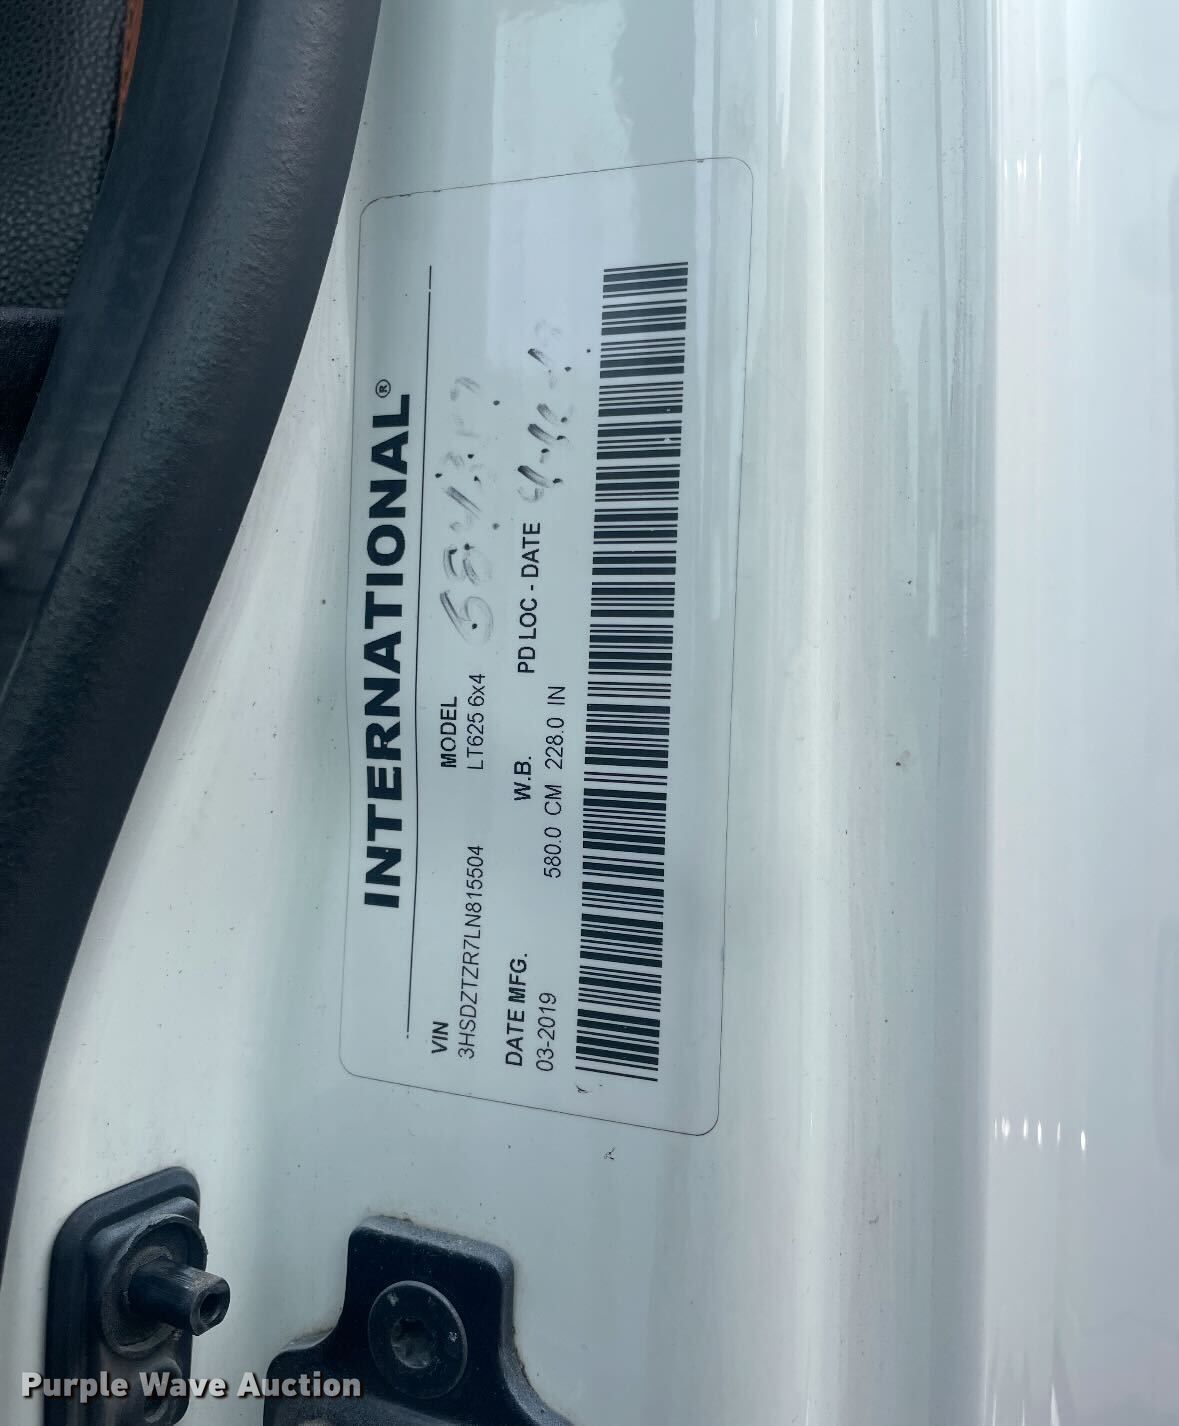 INTERNATIONAL®
VIN MODEL
3HSDZTZR7LN815504 LT625 6x4
DATE MFG. W.B. PD LOC - DATE
03-2019 580.0 CM 228.0 IN
Purple Wave Auction